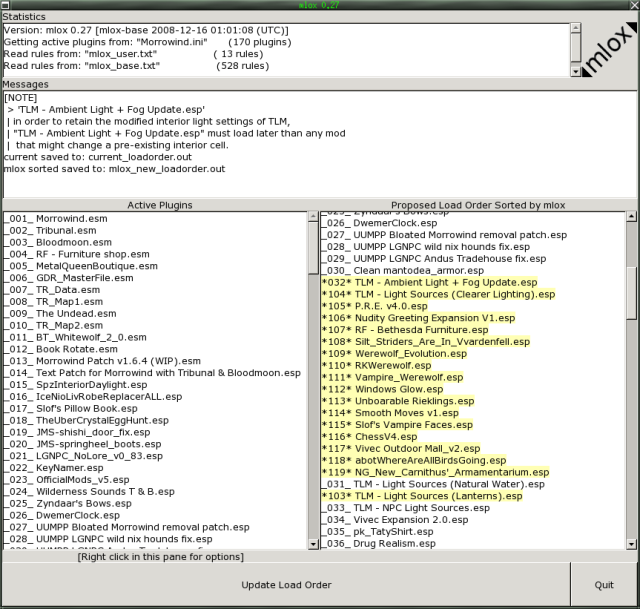 mlox 0.27
Statistics
Version: mlox 0.27 [mlox-base 2008-12-16 01:01:08 (UTC)]
Getting active plugins from: "Morrowind.ini" (170 plugins)
Read rules from: "mlox_user.txt" ( 13 rules)
Read rules from: "mlox_base.txt" (528 rules)
mlox
Messages
[NOTE]
> 'TLM - Ambient Light + Fog Update.esp'
| in order to retain the modified interior light settings of TLM,
| "TLM - Ambient Light + Fog Update.esp" must load later than any mod
| that might change a pre-existing interior cell.
current saved to: current_loadorder.out
mlox sorted saved to: mlox_new_loadorder.out
Active Plugins
_001_ Morrowind.esm
_002_ Tribunal.esm
_003_ Bloodmoon.esm
_004_ RF - Furniture shop.esm
_005_ MetalQueenBoutique.esm
_006_ GDR_MasterFile.esm
_007_ TR_Data.esm
_008_ TR_Map1.esm
_009_ The Undead.esm
_010_ TR_Map2.esm
_011_ BT_Whitewolf_2_0.esm
_012_ Book Rotate.esm
_013_ Morrowind Patch v1.6.4 (WIP).esm
_014_ Text Patch for Morrowind with Tribunal & Bloodmoon.esp
_015_ SpzInteriorDaylight.esp
_016_ IceNioLivRobeReplacerALL.esp
_017_ Slof's Pillow Book.esp
_018_ TheUberCrystalEggHunt.esp
_019_ JMS-shishi_door_fix.esp
_020_ JMS-springheel_boots.esp
_021_ LGNPC_NoLore_v0_83.esp
_022_ KeyNamer.esp
_023_ OfficialMods_v5.esp
_024_ Wilderness Sounds T & B.esp
_025_ Zyndaar's Bows.esp
_026_ DwemerClock.esp
_027_ UUMPP Bloated Morrowind removal patch.esp
_028_ UUMPP LGNPC wild nix hounds fix.esp
_029_ UUMPP LGNPC Andus Tradehouse fix.esp
[Right click in this pane for options]
Proposed Load Order Sorted by mlox
_025_ Zyndaar's Bows.esp
_026_ DwemerClock.esp
_027_ UUMPP Bloated Morrowind removal patch.esp
_028_ UUMPP LGNPC wild nix hounds fix.esp
_029_ UUMPP LGNPC Andus Tradehouse fix.esp
_030_ Clean mantodea_armor.esp
*032* TLM - Ambient Light + Fog Update.esp
*104* TLM - Light Sources (Clearer Lighting).esp
*105* P.R.E. v4.0.esp
*106* Nudity Greeting Expansion V1.esp
*107* RF - Bethesda Furniture.esp
*108* Silt_Striders_Are_In_Vvardenfell.esp
*109* Werewolf_Evolution.esp
*110* RKWerewolf.esp
*111* Vampire_Werewolf.esp
*112* Windows Glow.esp
*113* Unboarable Rieklings.esp
*114* Smooth Moves v1.esp
*115* Slof's Vampire Faces.esp
*116* ChessV4.esp
*117* Vivec Outdoor Mall_v2.esp
*118* abotWhereAreAllBirdsGoing.esp
*119* NG_New_Carnithus'_Armamentarium.esp
_031_ TLM - Light Sources (Natural Water).esp
*103* TLM - Light Sources (Lanterns).esp
_033_ TLM - NPC Light Sources.esp
_034_ Vivec Expansion 2.0.esp
_035_ pk_TatyShirt.esp
_036_ Drug Realism.esp
Update Load Order
Quit